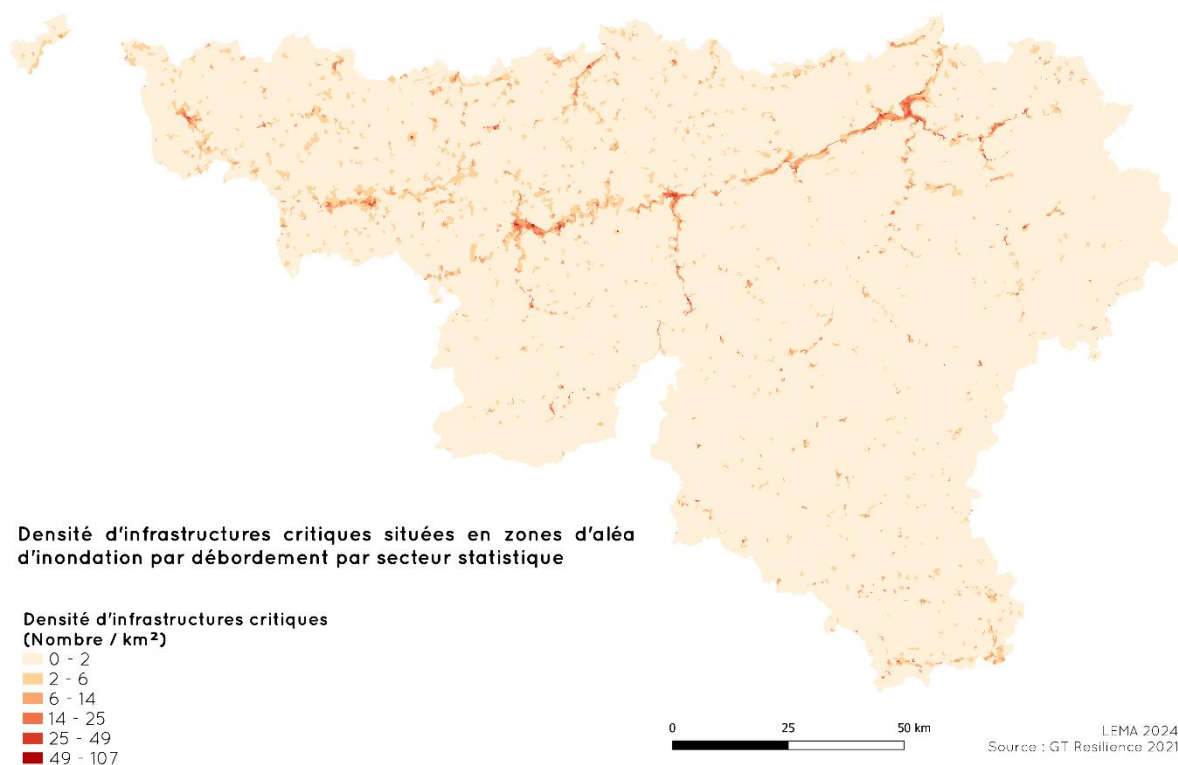 Densité d'infrastructures critiques situées en zones d'aléa
d'inondation par débordement par secteur statistique
Densité d'infrastructures critiques
(Nombre / km²)
0 - 2
2 - 6
6 - 14
14 - 25
25 - 49
49 - 107
0 25 50 km
LEMA 2024
Source : GT Resilience 2021